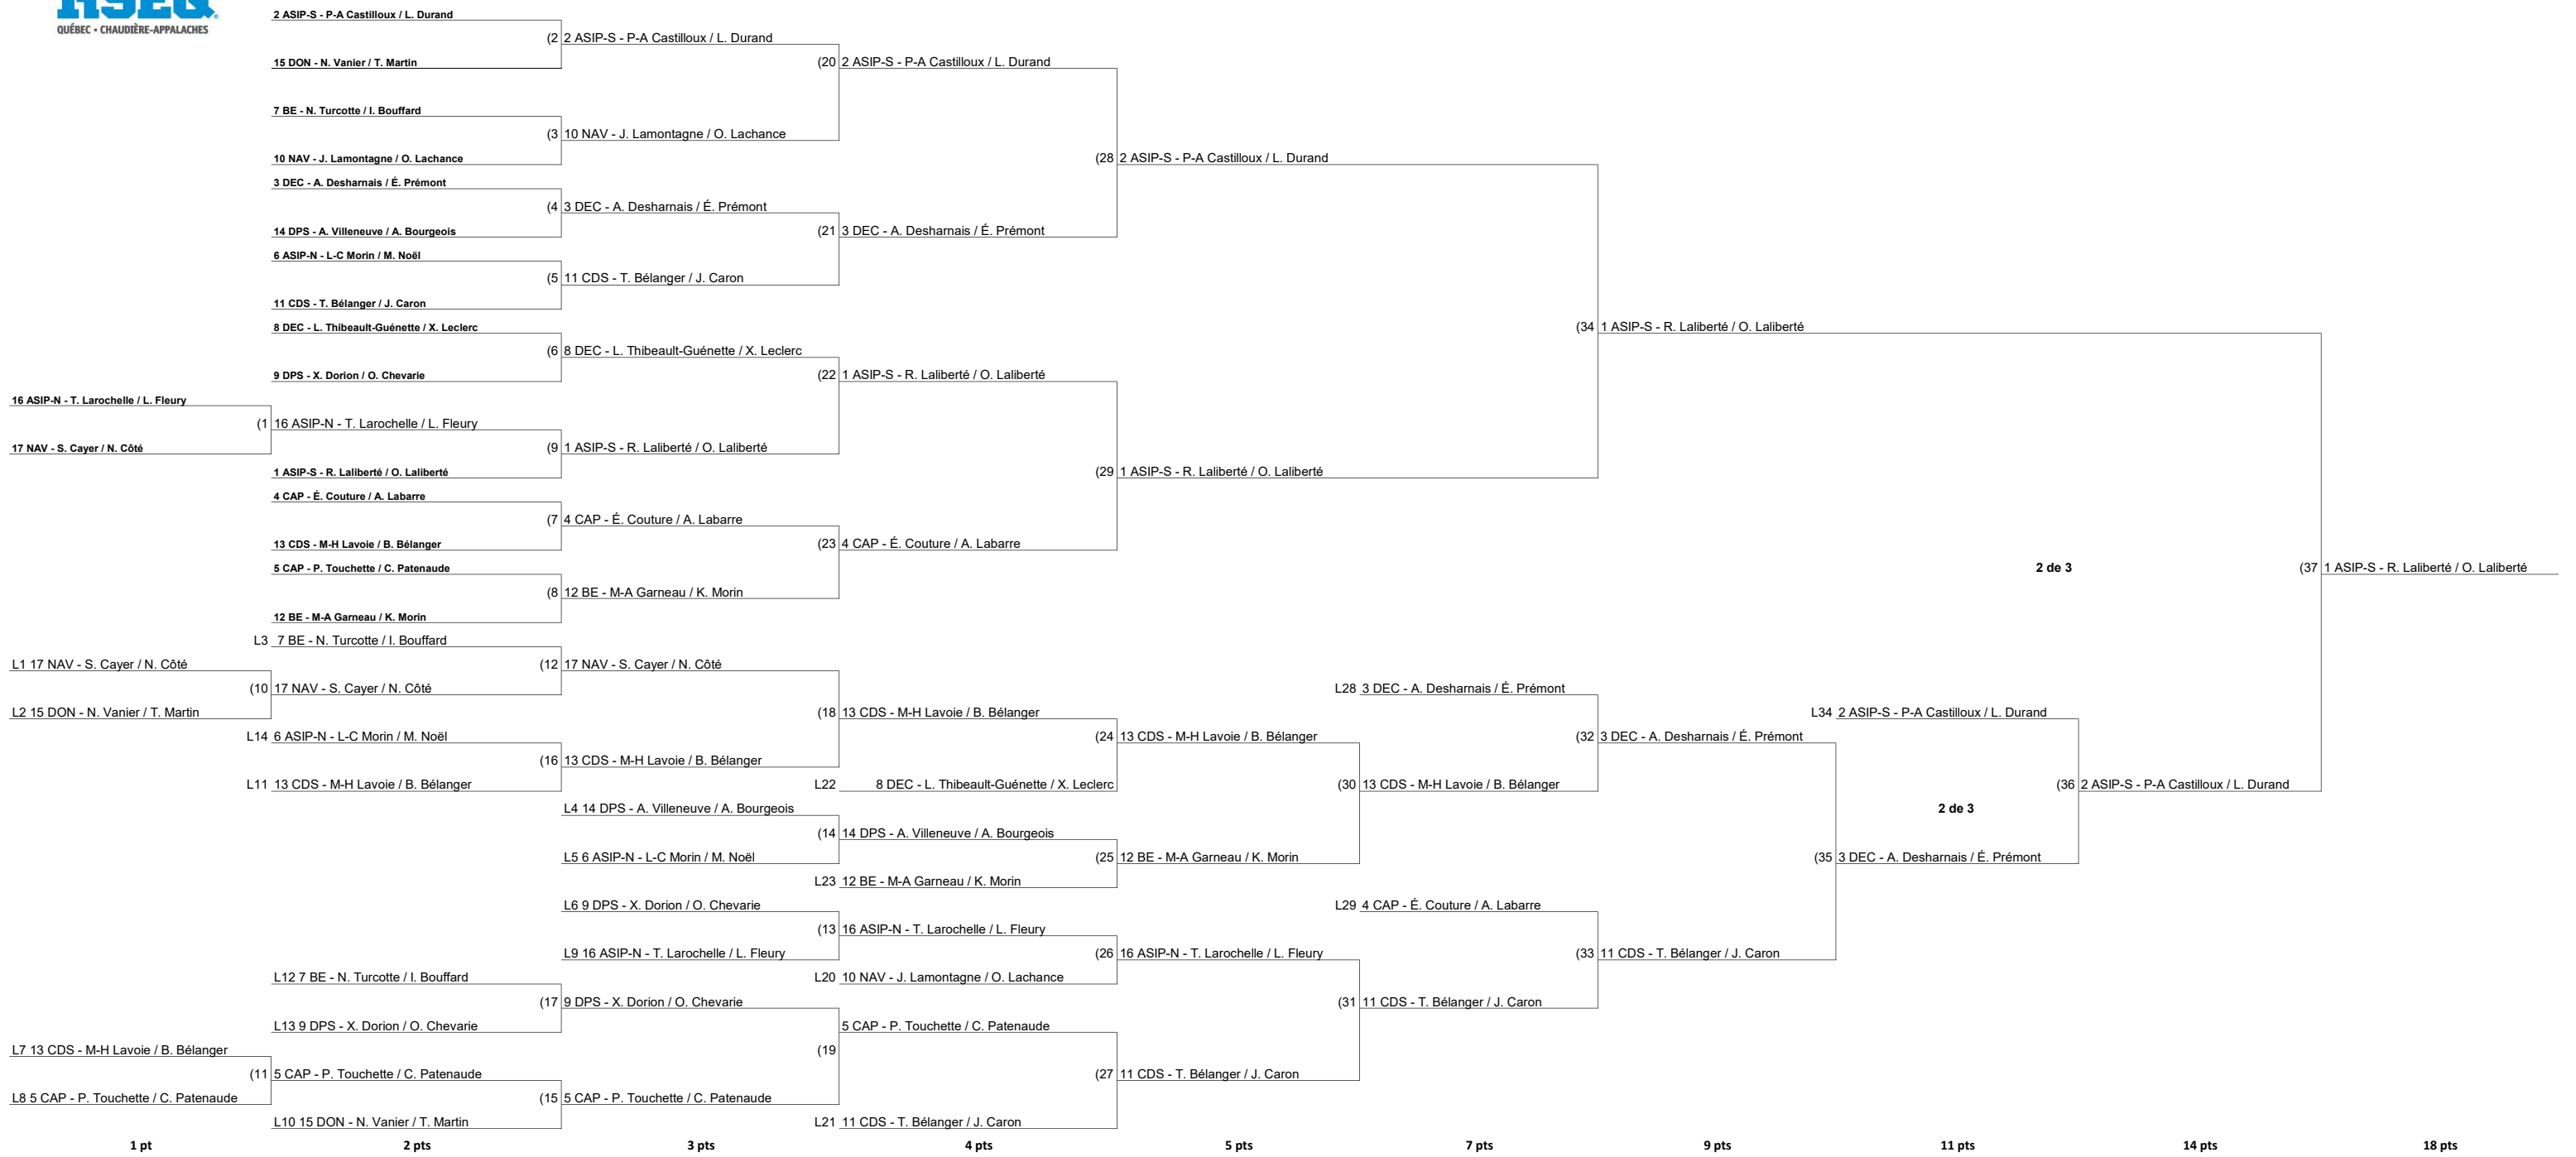 RSEQ
QUÉBEC • CHAUDIÈRE-APPALACHES
2 ASIP-S - P-A Castilloux / L. Durand
(2 2 ASIP-S - P-A Castilloux / L. Durand
15 DON - N. Vanier / T. Martin
(20 2 ASIP-S - P-A Castilloux / L. Durand
7 BE - N. Turcotte / I. Bouffard
(3 10 NAV - J. Lamontagne / O. Lachance
10 NAV - J. Lamontagne / O. Lachance
(28 2 ASIP-S - P-A Castilloux / L. Durand
3 DEC - A. Desharnais / É. Prémont
(4 3 DEC - A. Desharnais / É. Prémont
14 DPS - A. Villeneuve / A. Bourgeois
(21 3 DEC - A. Desharnais / É. Prémont
6 ASIP-N - L-C Morin / M. Noël
(5 11 CDS - T. Bélanger / J. Caron
11 CDS - T. Bélanger / J. Caron
8 DEC - L. Thibeault-Guénette / X. Leclerc
(34 1 ASIP-S - R. Laliberté / O. Laliberté
(6 8 DEC - L. Thibeault-Guénette / X. Leclerc
9 DPS - X. Dorion / O. Chevarie
(22 1 ASIP-S - R. Laliberté / O. Laliberté
16 ASIP-N - T. Larochelle / L. Fleury
(1 16 ASIP-N - T. Larochelle / L. Fleury
17 NAV - S. Cayer / N. Côté
(9 1 ASIP-S - R. Laliberté / O. Laliberté
1 ASIP-S - R. Laliberté / O. Laliberté
(29 1 ASIP-S - R. Laliberté / O. Laliberté
4 CAP - É. Couture / A. Labarre
(7 4 CAP - É. Couture / A. Labarre
13 CDS - M-H Lavoie / B. Bélanger
(23 4 CAP - É. Couture / A. Labarre
5 CAP - P. Touchette / C. Patenaude
2 de 3
(37 1 ASIP-S - R. Laliberté / O. Laliberté
(8 12 BE - M-A Garneau / K. Morin
12 BE - M-A Garneau / K. Morin
L3 7 BE - N. Turcotte / I. Bouffard
L1 17 NAV - S. Cayer / N. Côté
(12 17 NAV - S. Cayer / N. Côté
(10 17 NAV - S. Cayer / N. Côté
L28 3 DEC - A. Desharnais / É. Prémont
L2 15 DON - N. Vanier / T. Martin
(18 13 CDS - M-H Lavoie / B. Bélanger
L34 2 ASIP-S - P-A Castilloux / L. Durand
L14 6 ASIP-N - L-C Morin / M. Noël
(24 13 CDS - M-H Lavoie / B. Bélanger
(32 3 DEC - A. Desharnais / É. Prémont
(16 13 CDS - M-H Lavoie / B. Bélanger
L11 13 CDS - M-H Lavoie / B. Bélanger
L22 8 DEC - L. Thibeault-Guénette / X. Leclerc
(30 13 CDS - M-H Lavoie / B. Bélanger
(36 2 ASIP-S - P-A Castilloux / L. Durand
L4 14 DPS - A. Villeneuve / A. Bourgeois
2 de 3
(14 14 DPS - A. Villeneuve / A. Bourgeois
L5 6 ASIP-N - L-C Morin / M. Noël
(25 12 BE - M-A Garneau / K. Morin
(35 3 DEC - A. Desharnais / É. Prémont
L23 12 BE - M-A Garneau / K. Morin
L6 9 DPS - X. Dorion / O. Chevarie
L29 4 CAP - É. Couture / A. Labarre
(13 16 ASIP-N - T. Larochelle / L. Fleury
L9 16 ASIP-N - T. Larochelle / L. Fleury
(26 16 ASIP-N - T. Larochelle / L. Fleury
(33 11 CDS - T. Bélanger / J. Caron
L12 7 BE - N. Turcotte / I. Bouffard
L20 10 NAV - J. Lamontagne / O. Lachance
(17 9 DPS - X. Dorion / O. Chevarie
(31 11 CDS - T. Bélanger / J. Caron
L13 9 DPS - X. Dorion / O. Chevarie
5 CAP - P. Touchette / C. Patenaude
L7 13 CDS - M-H Lavoie / B. Bélanger
(19
(11 5 CAP - P. Touchette / C. Patenaude
(27 11 CDS - T. Bélanger / J. Caron
L8 5 CAP - P. Touchette / C. Patenaude
(15 5 CAP - P. Touchette / C. Patenaude
L10 15 DON - N. Vanier / T. Martin
L21 11 CDS - T. Bélanger / J. Caron
1 pt 2 pts 3 pts 4 pts 5 pts 7 pts 9 pts 11 pts 14 pts 18 pts